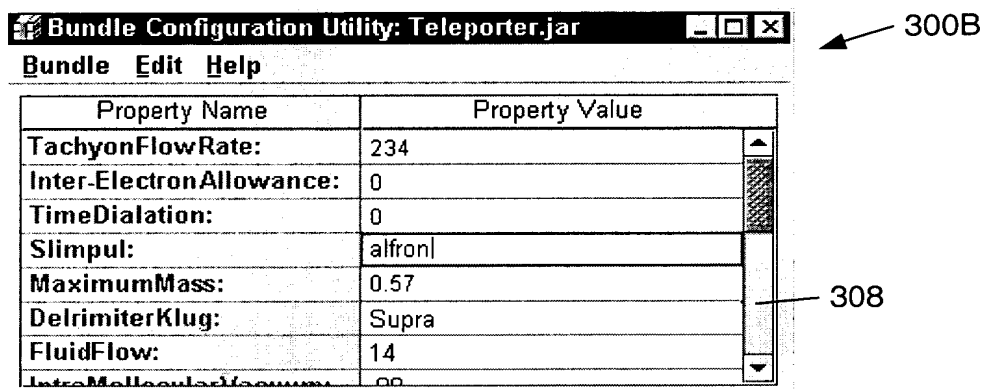 Bundle Configuration Utility: Teleporter.jar
300B
Bundle Edit Help
Property Name Property Value
TachyonFlowRate: 234
Inter-ElectronAllowance: 0
TimeDialation: 0
Slimpul: alfron
MaximumMass: 0.57
308
DelrimiterKlug: Supra
FluidFlow: 14